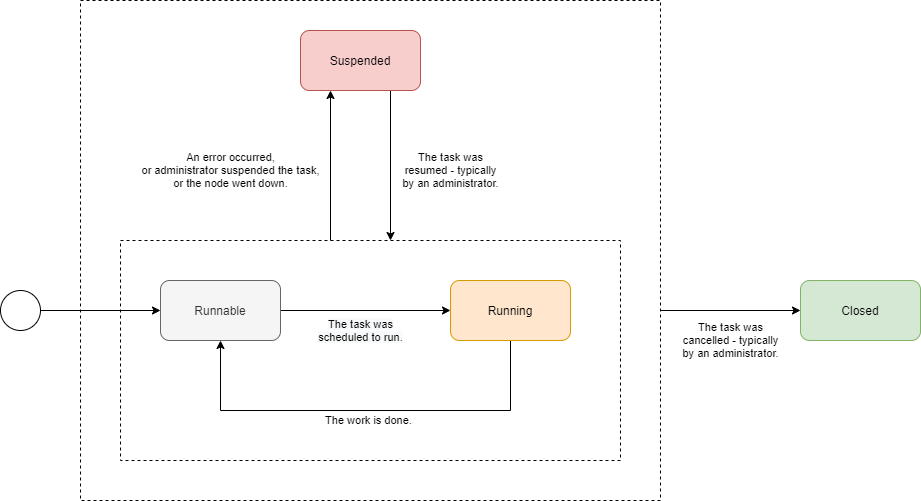 Suspended
An error occurred,
or administrator suspended the task,
or the node went down.
The task was
resumed - typically
by an administrator.
Runnable
Running
Closed
The task was
scheduled to run.
The task was
cancelled - typically
by an administrator.
The work is done.